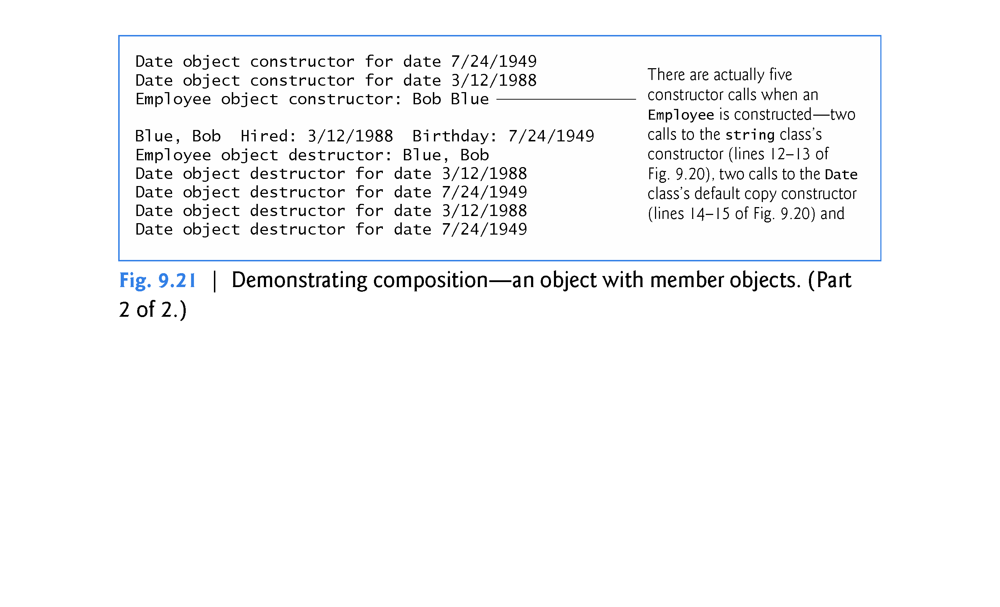 Date object constructor for date 7/24/1949
Date object constructor for date 3/12/1988
Employee object constructor: Bob Blue
Blue, Bob  Hired: 3/12/1988  Birthday: 7/24/1949
Employee object destructor: Blue, Bob
Date object destructor for date 3/12/1988
Date object destructor for date 7/24/1949
Date object destructor for date 3/12/1988
Date object destructor for date 7/24/1949
There are actually five
constructor calls when an
Employee is constructed—two
calls to the string class’s
constructor (lines 12–13 of
Fig. 9.20), two calls to the Date
class’s default copy constructor
(lines 14–15 of Fig. 9.20) and
Fig. 9.21 | Demonstrating composition—an object with member objects. (Part
2 of 2.)